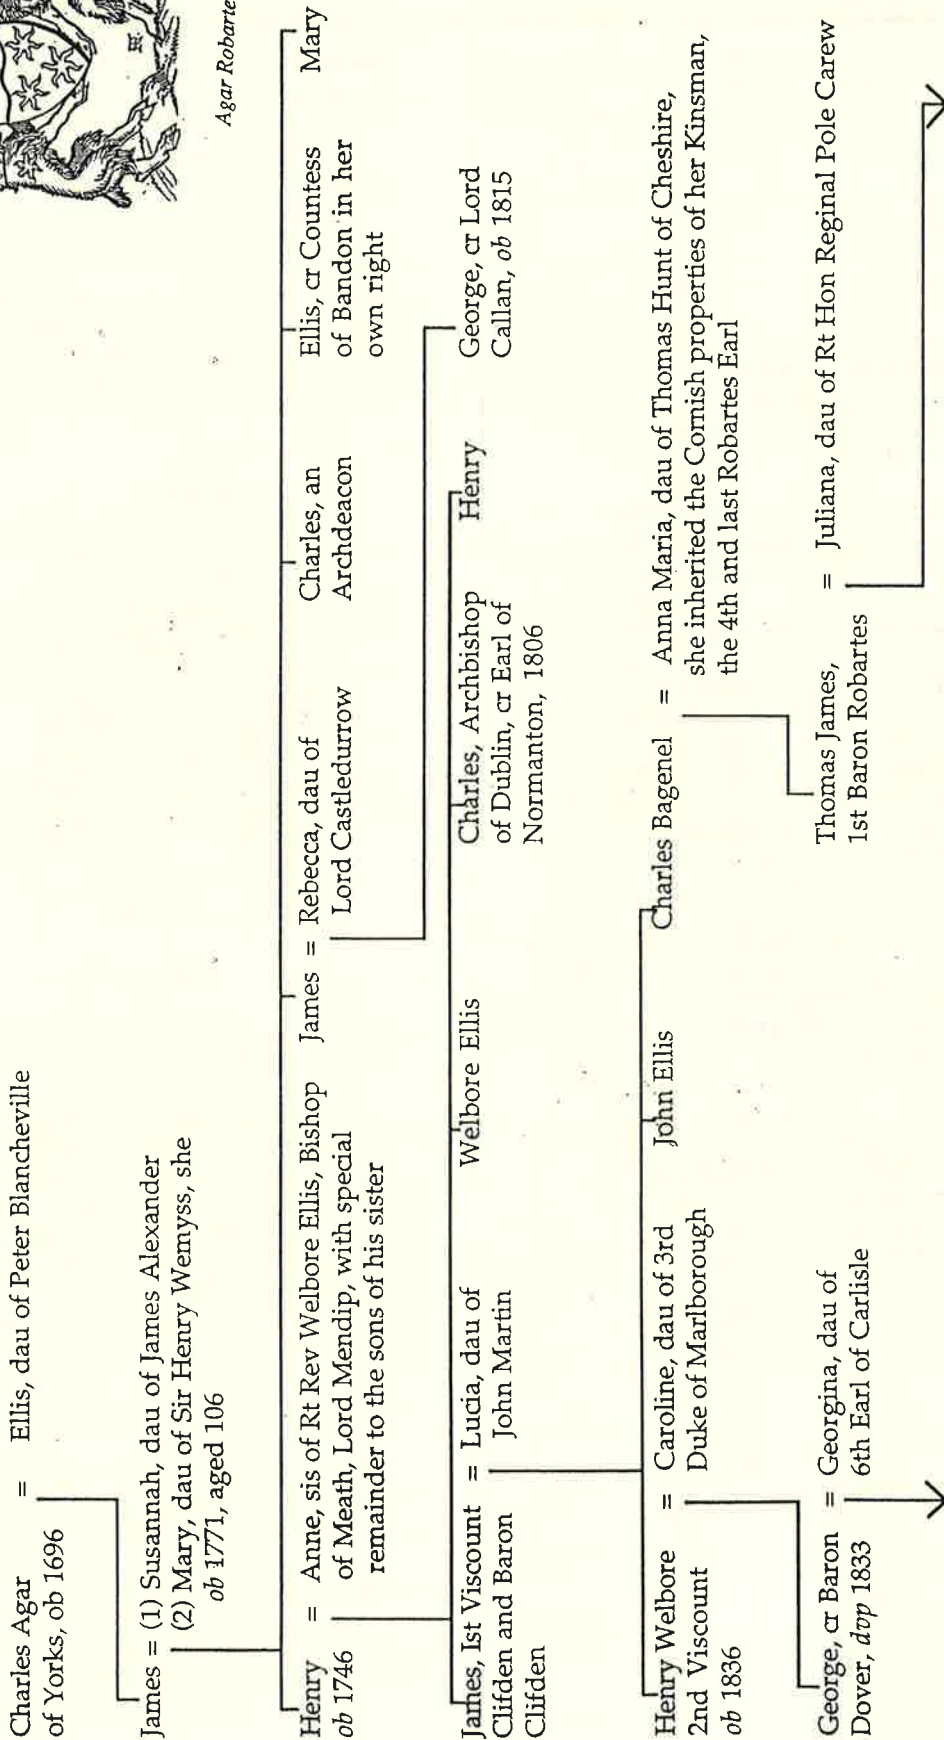 Agar Robarte
Charles Agar
of Yorks, ob 1696
=
Ellis, dau of Peter Blancheville
James = (1) Susannah, dau of James Alexander
(2) Mary, dau of Sir Henry Wemyss, she
ob 1771, aged 106
Henry
ob 1746
=
Anne, sis of Rt Rev Welbore Ellis, Bishop
of Meath, Lord Mendip, with special
remainder to the sons of his sister
James = Rebecca, dau of
Lord Castledurrow
Charles, an
Archdeacon
Ellis, cr Countess
of Bandon in her
own right
Mary
James, Ist Viscount
Clifden and Baron
Clifden
= Lucia, dau of
John Martin
Welbore Ellis
Charles, Archbishop
of Dublin, cr Earl of
Normanton, 1806
Henry
George, cr Lord
Callan, ob 1815
Henry Welbore
2nd Viscount
ob 1836
= Caroline, dau of 3rd
Duke of Marlborough
John Ellis
Charles Bagenel
= Anna Maria, dau of Thomas Hunt of Cheshire,
she inherited the Cornish properties of her Kinsman,
the 4th and last Robartes Earl
George, cr Baron
Dover, dvp 1833
= Georgina, dau of
6th Earl of Carlisle
Thomas James,
1st Baron Robartes
= Juliana, dau of Rt Hon Reginal Pole Carew